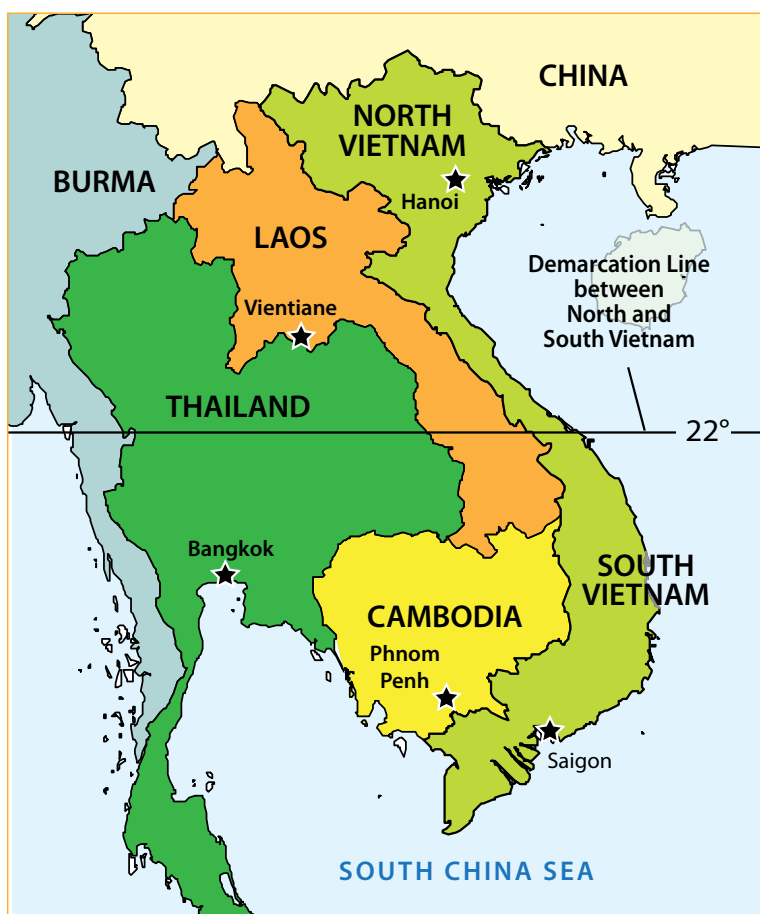 CHINA
NORTH
VIETNAM
BURMA
Hanoi
LAOS
Demarcation Line
between
North and
South Vietnam
Vientiane
THAILAND
22°
Bangkok
SOUTH
VIETNAM
CAMBODIA
Phnom
Penh
Saigon
SOUTH CHINA SEA